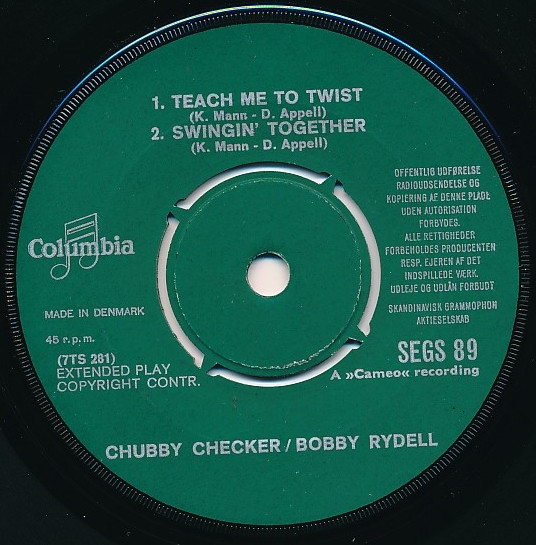 1. TEACH ME TO TWIST
(K. Mann - D. Appell)
2. SWINGIN' TOGETHER
(K. Mann - D. Appell)
Columbia
MADE IN DENMARK
45 r.p.m.
(7TS 281)
EXTENDED PLAY
COPYRIGHT CONTR.
OFFENTLIG UDFØRELSE
RADIOUDSENDELSE OG
KOPIERING AF DENNE PLADE
UDEN AUTORISATION
FORBYDES.
ALLE RETTIGHEDER
FORBEHOLDES PRODUCENTEN
RESP. EJEREN AF DET
INDSPILLEDE VÆRK.
UDLEJE OG UDLÅN FORBUDT
SKANDINAVISK GRAMMOPHON
AKTIESELSKAB
SEGS 89
A »Cameo« recording
CHUBBY CHECKER / BOBBY RYDELL